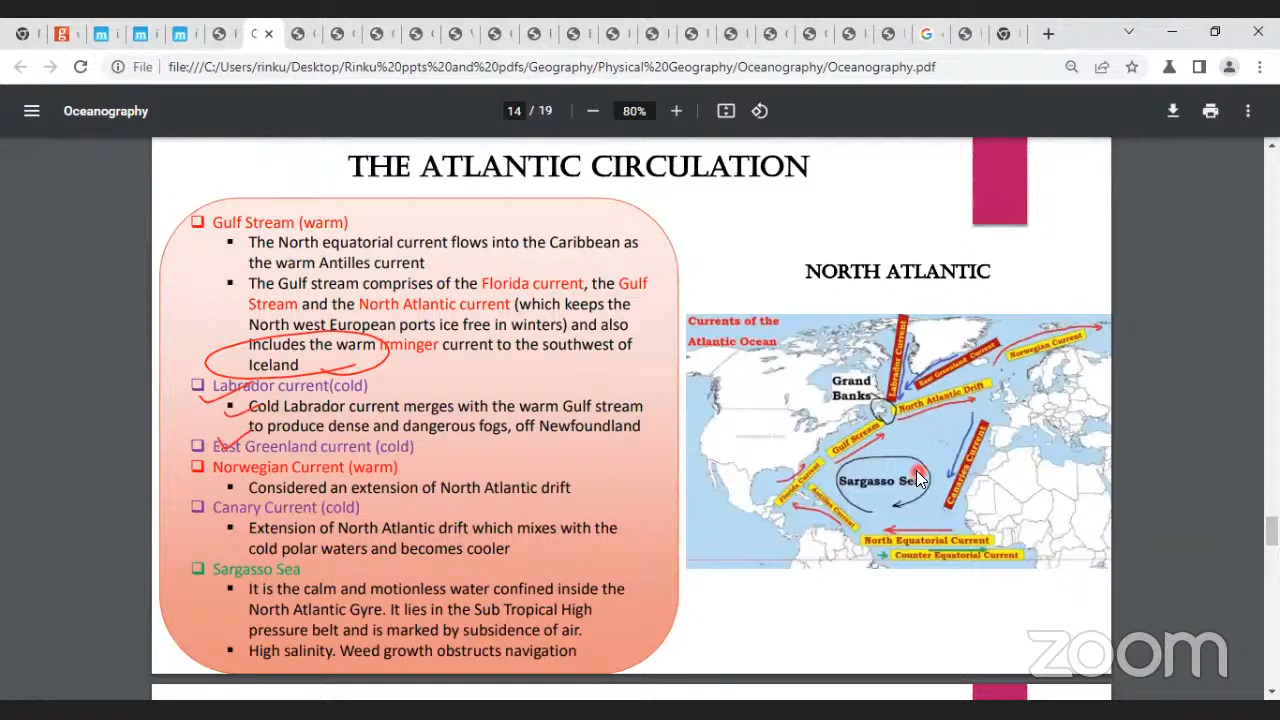 File file:///C:/Users/rinku/Desktop/Rinku%20ppts%20and%20pdfs/Geography/Physical%20Geography/Oceanography/Oceanography.pdf
Oceanography
14 / 19
80%
THE ATLANTIC CIRCULATION
Gulf Stream (warm)
The North equatorial current flows into the Caribbean as
the warm Antilles current
The Gulf stream comprises of the Florida current, the Gulf
Stream and the North Atlantic current (which keeps the
North west European ports ice free in winters) and also
includes the warm Irminger current to the southwest of
Iceland
Labrador current(cold)
Cold Labrador current merges with the warm Gulf stream
to produce dense and dangerous fogs, off Newfoundland
East Greenland current (cold)
Norwegian Current (warm)
Considered an extension of North Atlantic drift
Canary Current (cold)
Extension of North Atlantic drift which mixes with the
cold polar waters and becomes cooler
Sargasso Sea
It is the calm and motionless water confined inside the
North Atlantic Gyre. It lies in the Sub Tropical High
pressure belt and is marked by subsidence of air.
High salinity. Weed growth obstructs navigation
NORTH ATLANTIC
Currents of the
Atlantic Ocean
Labrador Current
East Greenland Current
Norwegian Current
Grand
Banks
North Atlantic Drift
Gulf Stream
Canaries Current
Florida Current
Sargasso Se
Antilles Current
North Equatorial Current
Counter Equatorial Current
zoom